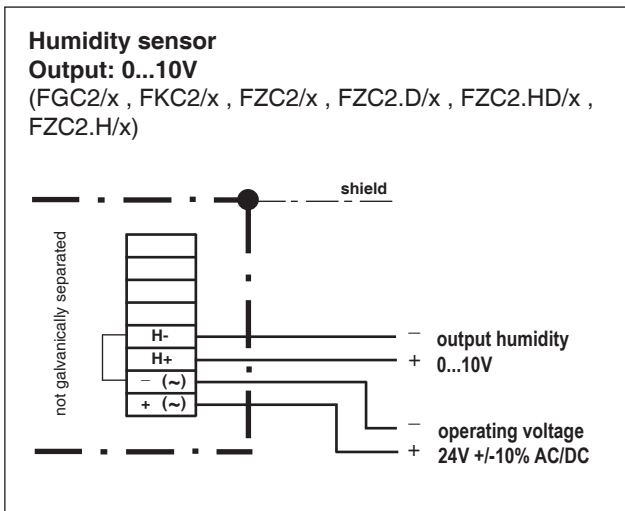 Humidity sensor
Output: 0...10V
(FGC2/x , FKC2/x , FZC2/x , FZC2.D/x , FZC2.HD/x ,
FZC2.H/x)
shield
not galvanically separated
H-
H+
− (~)
+ (~)
− output humidity
+ 0...10V
− operating voltage
+ 24V +/-10% AC/DC